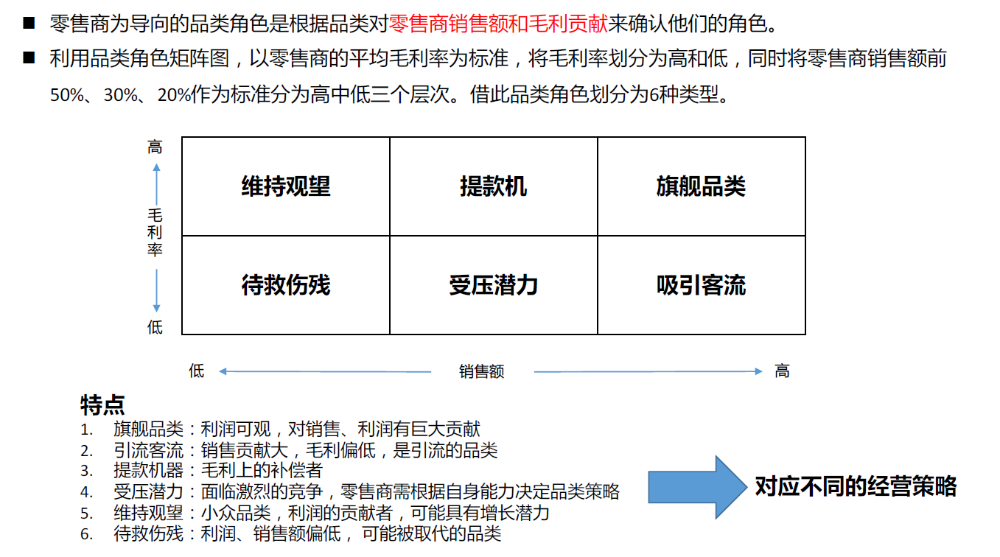 ■ 零售商为导向的品类角色是根据品类对零售商销售额和毛利贡献来确认他们的角色。
■ 利用品类角色矩阵图，以零售商的平均毛利率为标准，将毛利率划分为高和低，同时将零售商销售额前
50%、30%、20%作为标准分为高中低三个层次。借此品类角色划分为6种类型。
高
毛利率
低
维持观望 提款机 旗舰品类
待救伤残 受压潜力 吸引客流
低 销售额 高
特点
1. 旗舰品类：利润可观，对销售、利润有巨大贡献
2. 引流客流：销售贡献大，毛利偏低，是引流的品类
3. 提款机器：毛利上的补偿者
4. 受压潜力：面临激烈的竞争，零售商需根据自身能力决定品类策略
5. 维持观望：小众品类，利润的贡献者，可能具有增长潜力
6. 待救伤残：利润、销售额偏低， 可能被取代的品类
对应不同的经营策略